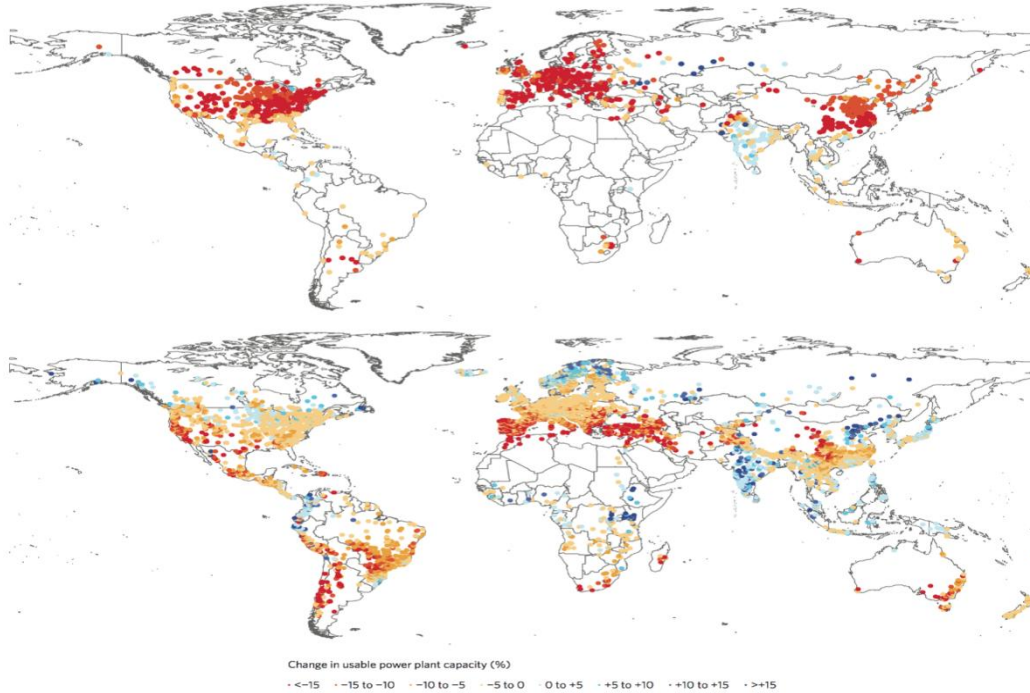 Change in usable power plant capacity (%)
<−15 −15 to −10 −10 to −5 −5 to 0 0 to +5 +5 to +10 +10 to +15 >+15